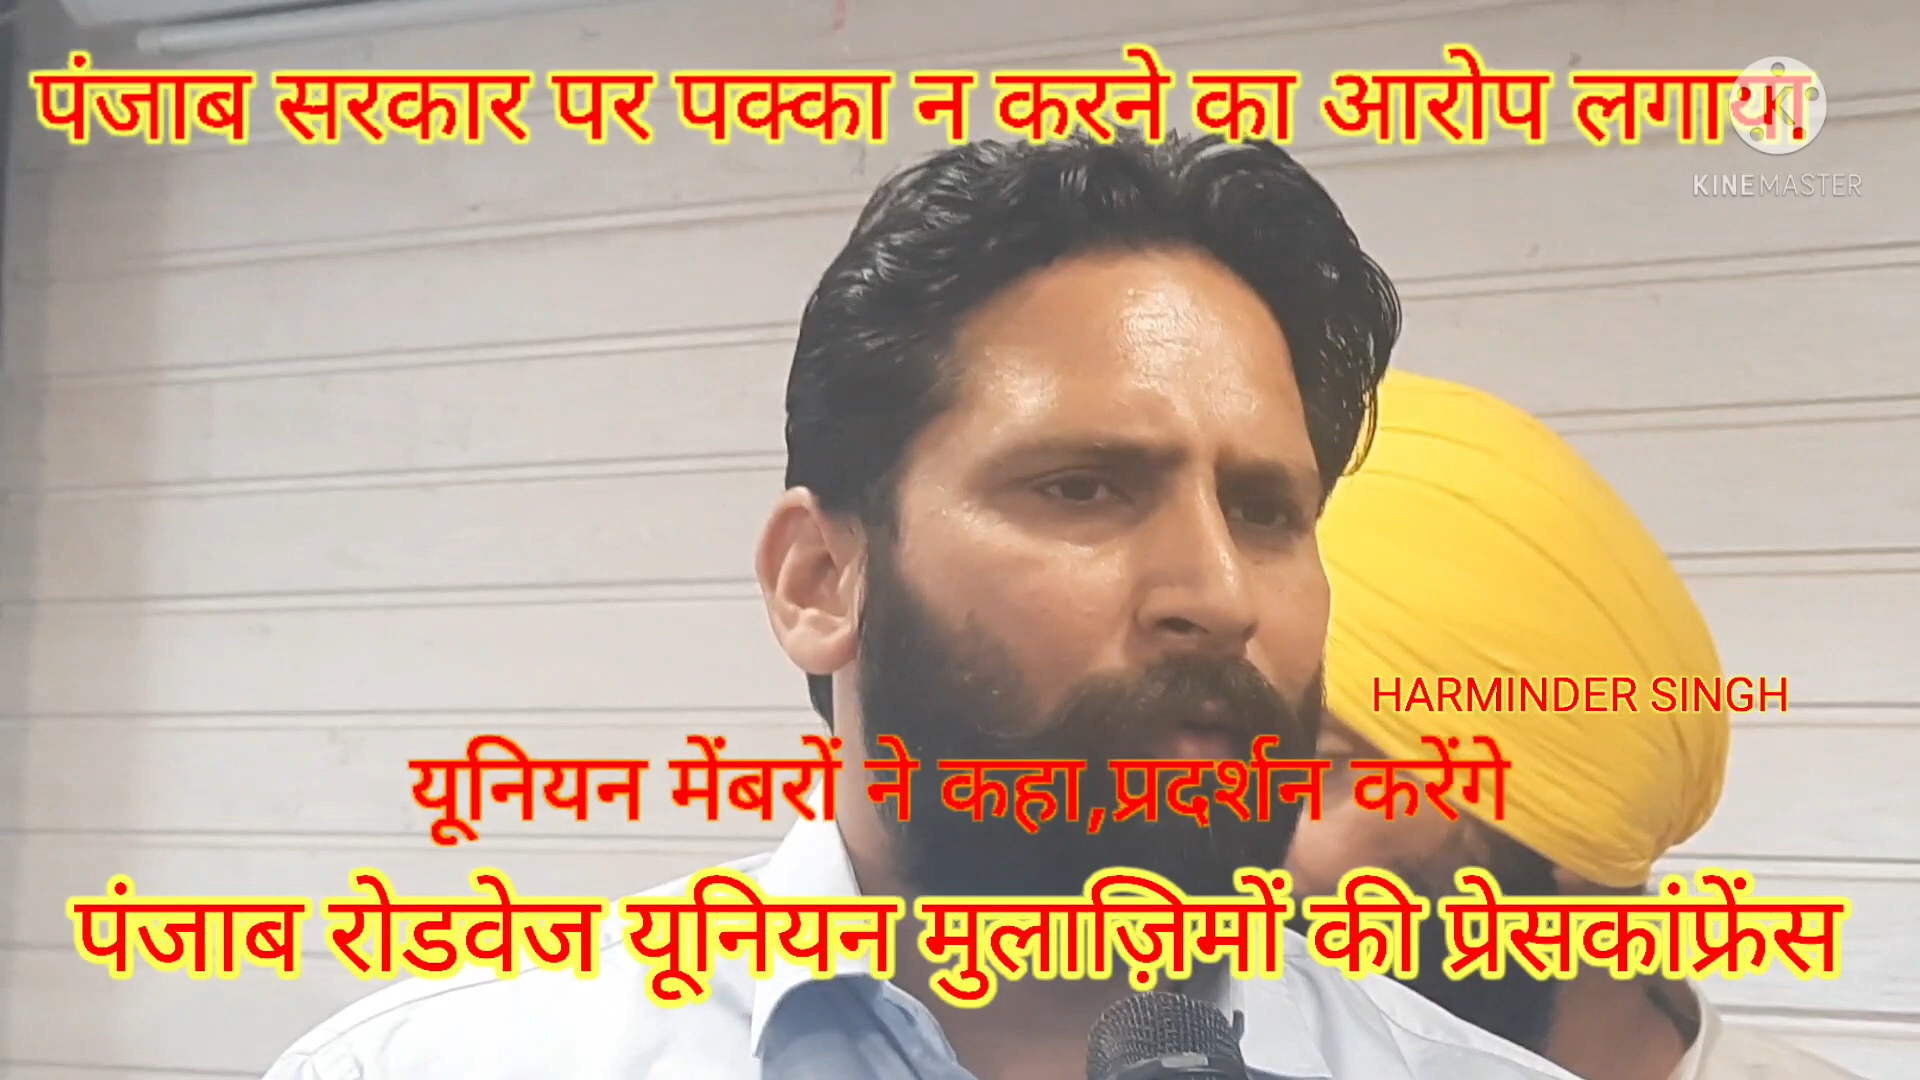 पंजाब सरकार पर पक्का न करने का आरोप लगाया
KINEMASTER
HARMINDER SINGH
यूनियन मेंबरों ने कहा,प्रदर्शन करेंगे
पंजाब रोडवेज यूनियन मुलाज़िमों की प्रेसकांफ्रेंस